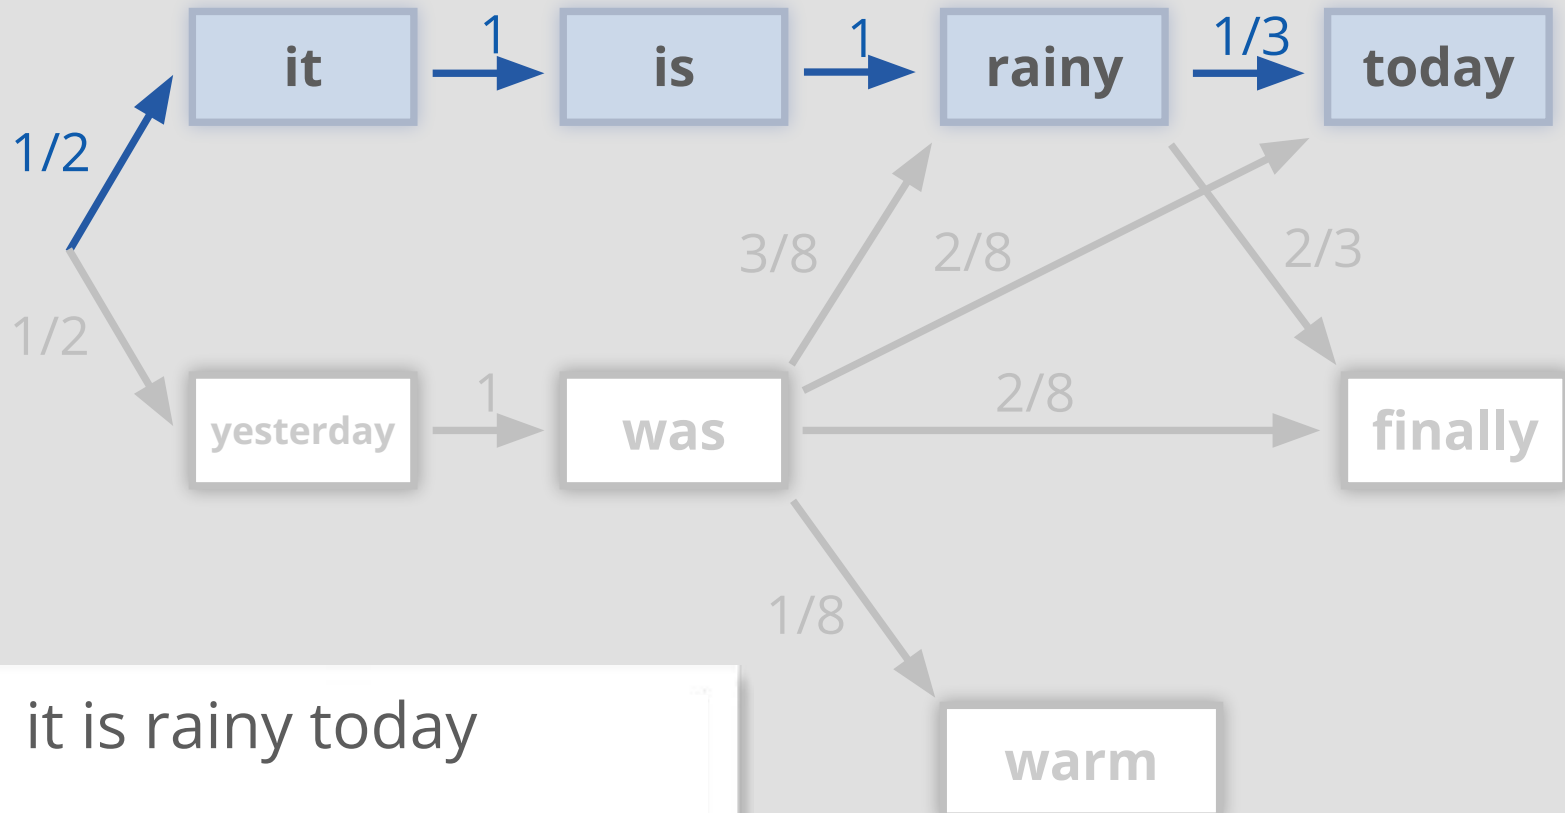 1 1 1/3
it is rainy today
1/2
3/8 2/8 2/3
1/2
1 2/8
yesterday was finally
1/8
it is rainy today
warm